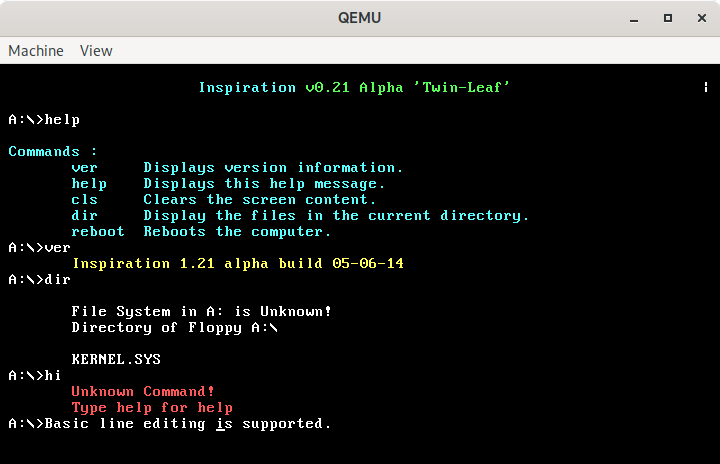 QEMU
Machine View
Inspiration v0.21 Alpha 'Twin-Leaf'
A:\>help
Commands :
ver Displays version information.
help Displays this help message.
cls Clears the screen content.
dir Display the files in the current directory.
reboot Reboots the computer.
A:\>ver
Inspiration 1.21 alpha build 05-06-14
A:\>dir
File System in A: is Unknown!
Directory of Floppy A:\
KERNEL.SYS
A:\>hi
Unknown Command!
Type help for help
A:\>Basic line editing is supported.